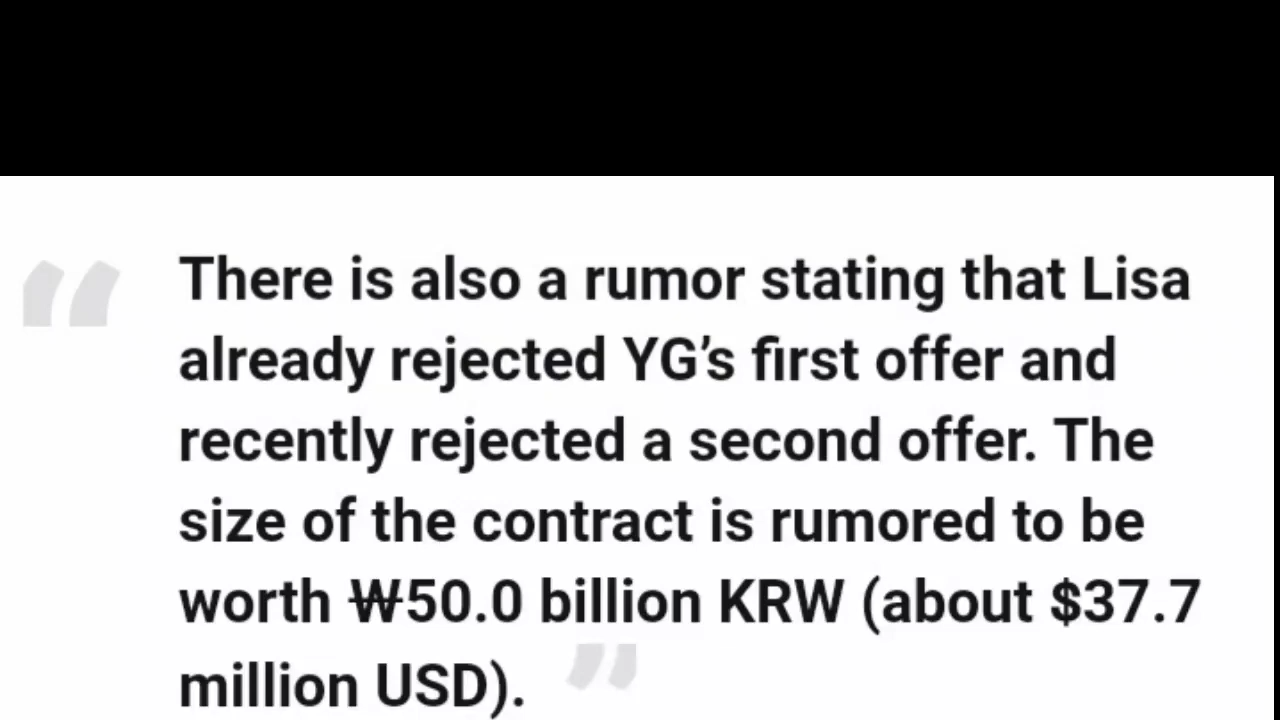 “ There is also a rumor stating that Lisa
already rejected YG’s first offer and
recently rejected a second offer. The
size of the contract is rumored to be
worth ₩50.0 billion KRW (about $37.7
million USD). ”